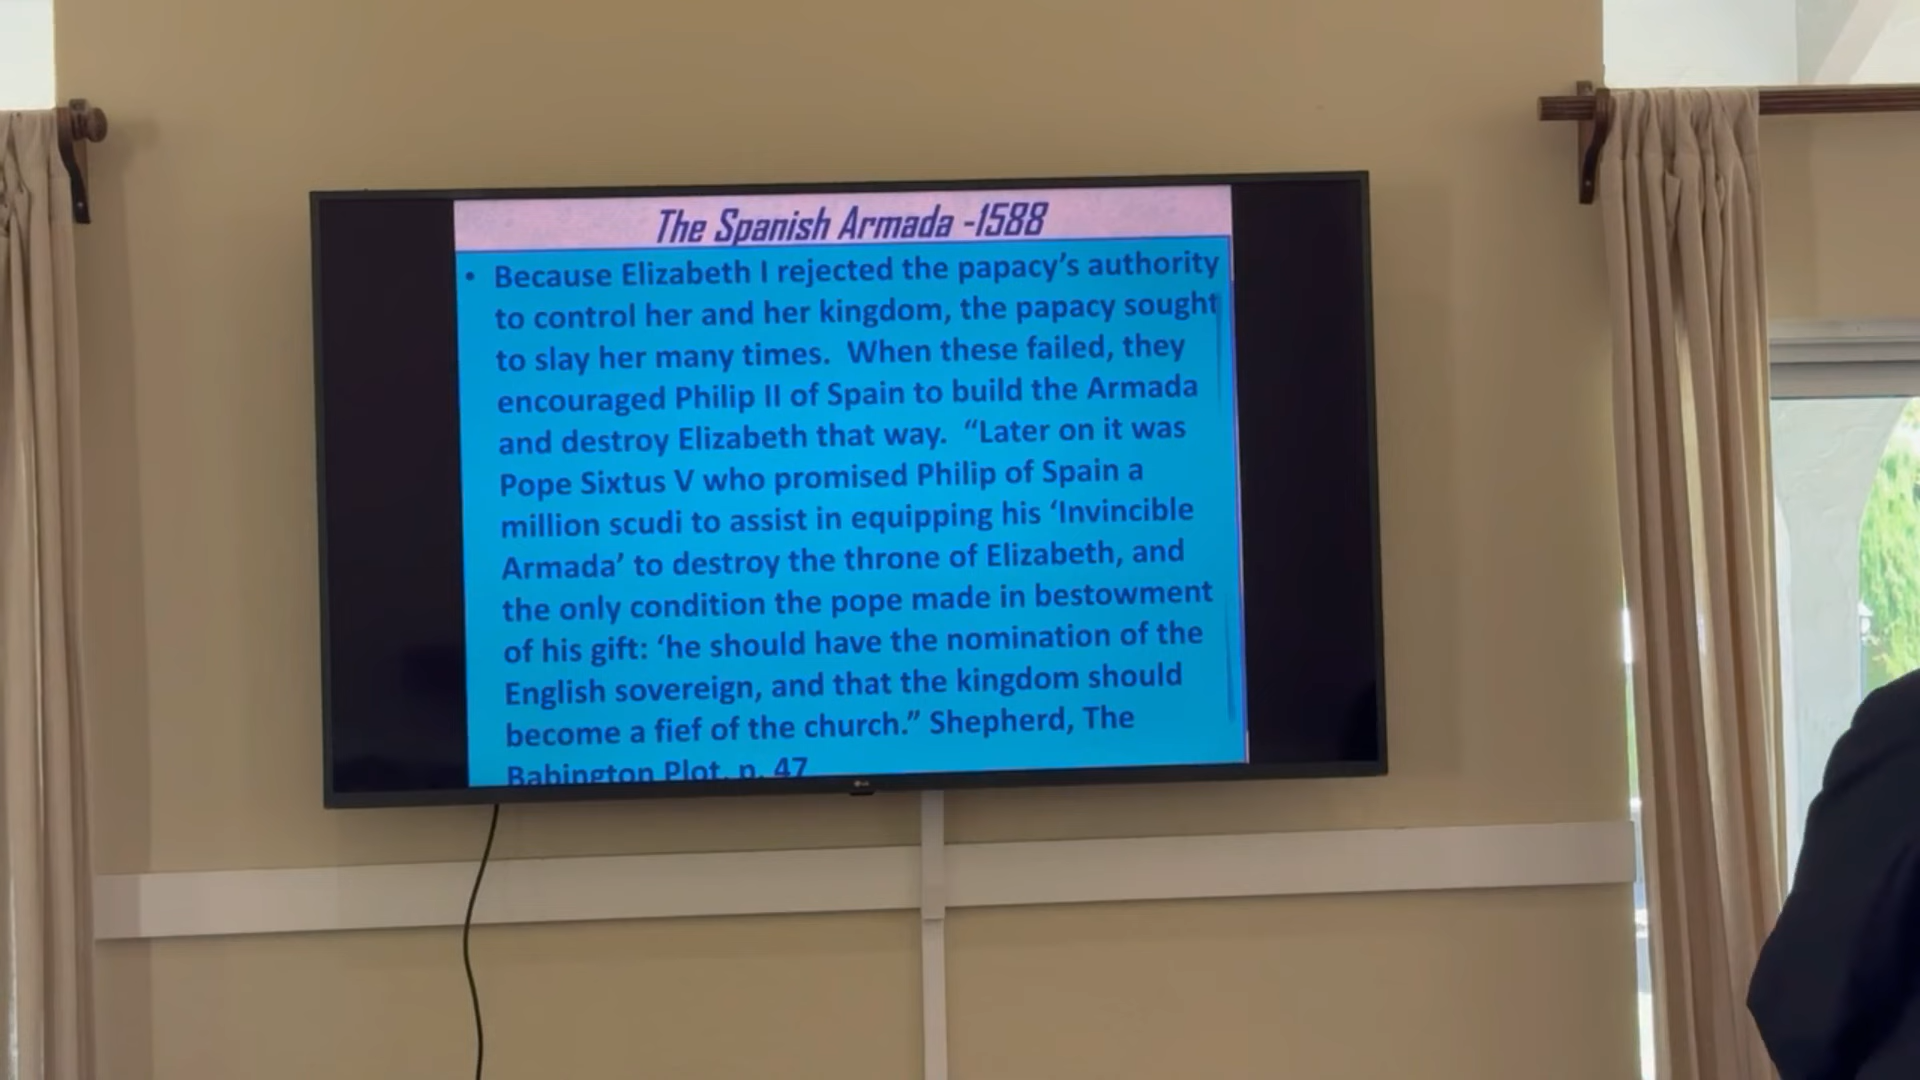 The Spanish Armada -1588
• Because Elizabeth I rejected the papacy's authority
to control her and her kingdom, the papacy sought
to slay her many times.  When these failed, they
encouraged Philip II of Spain to build the Armada
and destroy Elizabeth that way.  “Later on it was
Pope Sixtus V who promised Philip of Spain a
million scudi to assist in equipping his ‘Invincible
Armada’ to destroy the throne of Elizabeth, and
the only condition the pope made in bestowment
of his gift: ‘he should have the nomination of the
English sovereign, and that the kingdom should
become a fief of the church.” Shepherd, The
Babington Plot, p. 47
LG